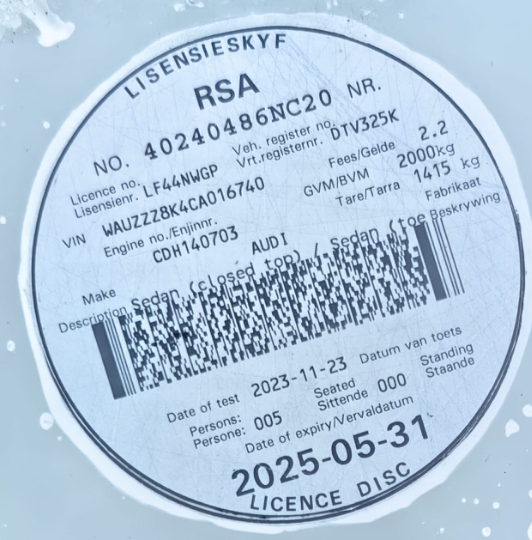 LISENSIESKYF
RSA
NO. 40240486NC20 NR.
Licence no. Veh. register no.
Lisensienr. LF44NWGP Vrt.registernr. DTV325K
VIN WAUZZZ8K4CA016740 Fees/Gelde 2.2
Engine no./Enjinnr. GVM/BVM 2000kg
CDH140703 Tare/Tarra 1415 kg
Make AUDI Fabrikaat
Description Sedan (closed top) / Sedan (toe Beskrywing
Date of test 2023-11-23 Datum van toets
Persons: Seated Standing
Persone: 005 Sittende 000 Staande
Date of expiry/Vervaldatum
2025-05-31
LICENCE DISC